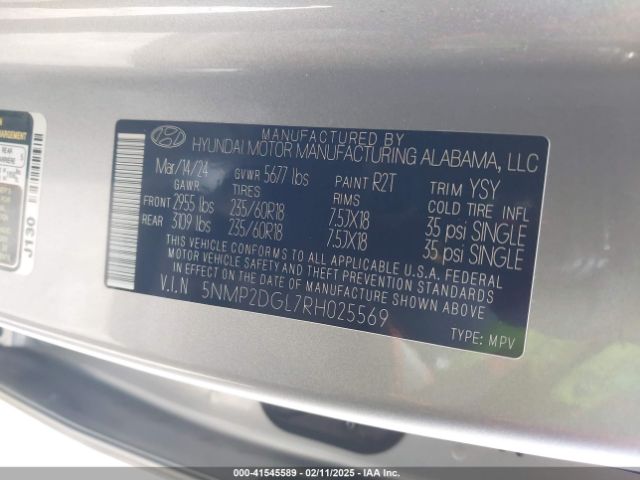 MANUFACTURED BY
HYUNDAI MOTOR MANUFACTURING ALABAMA, LLC
Mar/14/24 GVWR 5677 lbs PAINT R2T TRIM YSY
GAWR TIRES RIMS COLD TIRE INFL
FRONT 2955 lbs 235/60R18 7.5JX18 35 psi SINGLE
REAR 3109 lbs 235/60R18 7.5JX18 35 psi SINGLE
THIS VEHICLE CONFORMS TO ALL APPLICABLE U.S.A. FEDERAL
MOTOR VEHICLE SAFETY AND THEFT PREVENTION STANDARDS
IN EFFECT ON THE DATE OF MANUFACTURE SHOWN ABOVE.
V.I.N 5NMP2DGL7RH025569
TYPE: MPV
REAR
J130
000-41545589 - 02/11/2025 - IAA Inc.